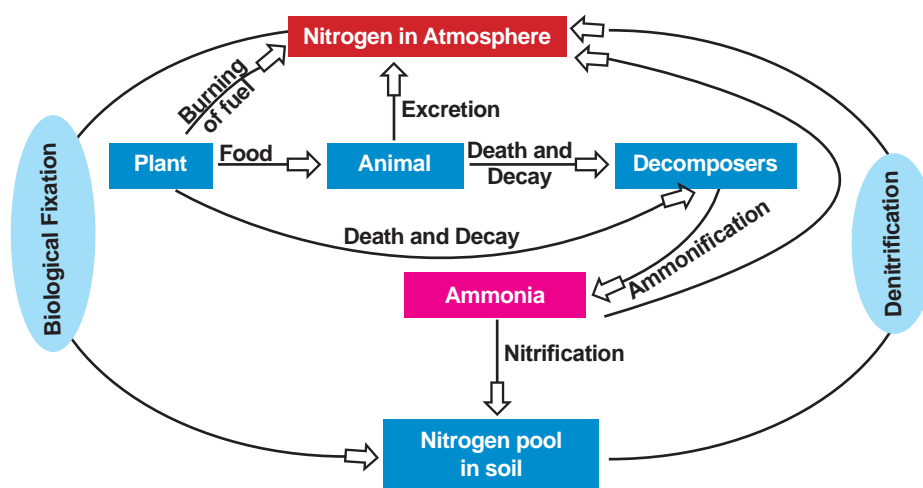 Nitrogen in Atmosphere
Burning
of fuel
Excretion
Plant
Food
Animal
Death and
Decay
Decomposers
Biological Fixation
Death and Decay
Ammonification
Denitrification
Ammonia
Nitrification
Nitrogen pool
in soil